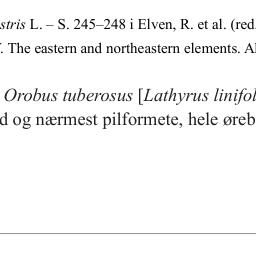 stris L. – S. 245–248 i Elven, R. et al. (red.
. The eastern and northeastern elements. Al
Orobus tuberosus [Lathyrus linifol
d og nærmest pilformete, hele øreb